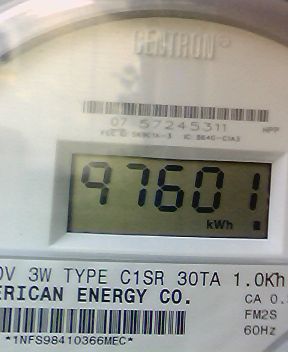 CENTRON®
07 57245311
HPP
97601
kWh
0V 3W TYPE C1SR 30TA 1.0Kh
ERICAN ENERGY CO.
CA 0.
FM2S
60Hz
*1NFS98410366MEC*